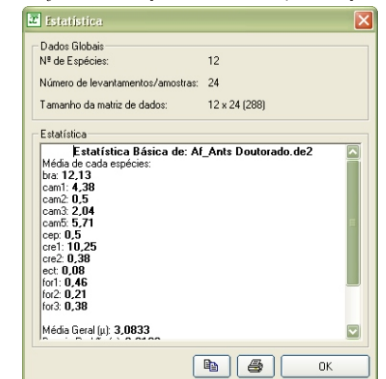 Estatística
Dados Globais
Nº de Espécies: 12
Número de levantamentos/amostras: 24
Tamanho da matriz de dados: 12 x 24 (288)
Estatística
Estatística Básica de: Af_Ants Doutorado.de2
Média de cada espécies:
bra: 12,13
cam1: 4,38
cam2: 0,5
cam3: 2,04
cam5: 5,71
cep: 0,5
cre1: 10,25
cre2: 0,38
ect: 0,08
for1: 0,46
for2: 0,21
for3: 0,38
Média Geral (µ): 3,0833
OK